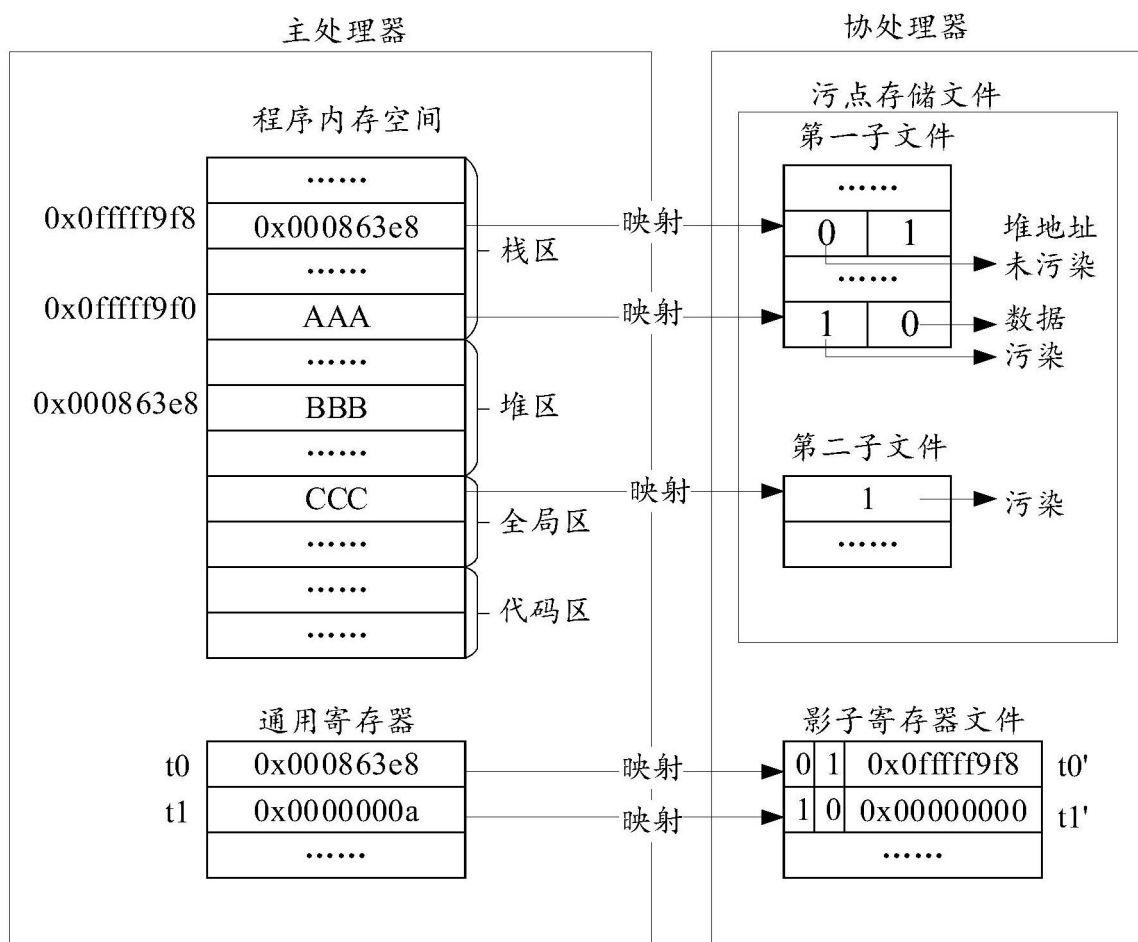 主处理器
协处理器
程序内存空间
污点存储文件
第一子文件
……
0x0fffff9f8
0x000863e8
映射
0 1
堆地址
未污染
……
栈区
……
0x0fffff9f0
AAA
映射
1 0
数据
污染
……
0x000863e8
BBB
堆区
……
第二子文件
CCC
映射
1
污染
……
全局区
……
……
代码区
……
通用寄存器
影子寄存器文件
t0
0x000863e8
映射
0 1 0x0fffff9f8
t0'
t1
0x0000000a
映射
1 0 0x00000000
t1'
……
……